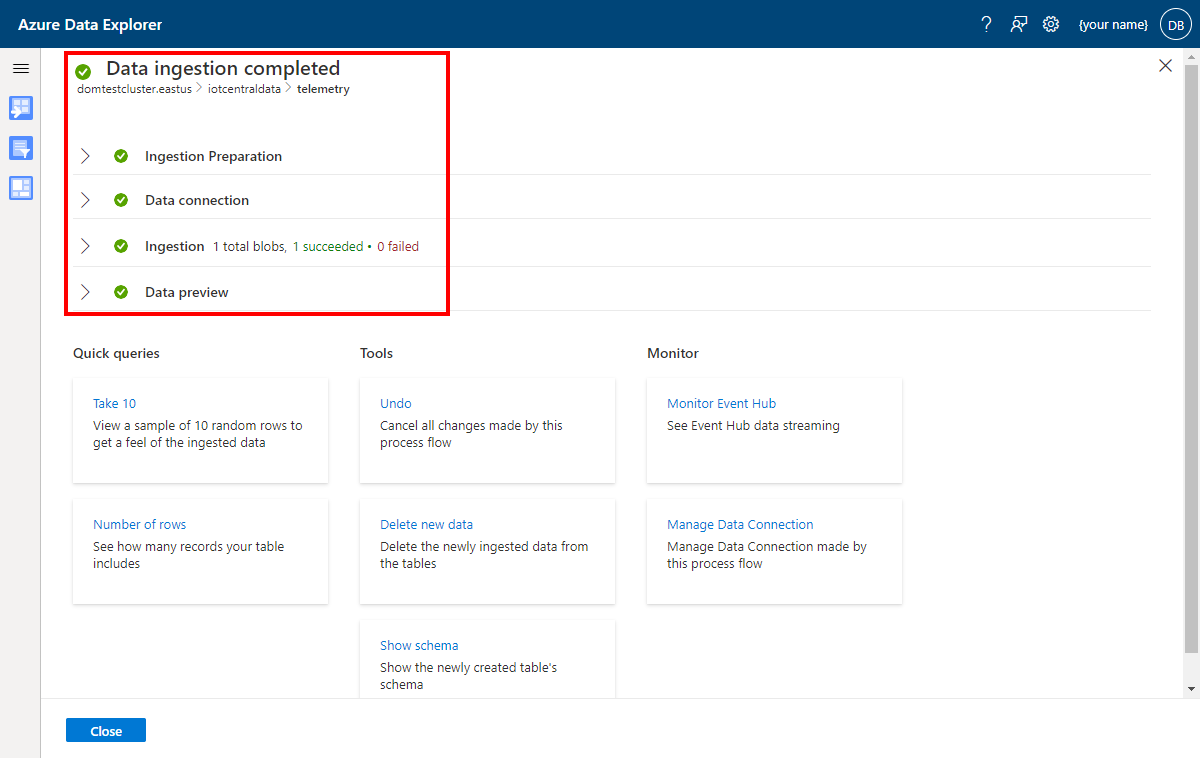 Azure Data Explorer
? {your name} DB
Data ingestion completed
domtestcluster.eastus > iotcentraldata > telemetry
Ingestion Preparation
Data connection
Ingestion 1 total blobs, 1 succeeded • 0 failed
Data preview
Quick queries
Take 10
View a sample of 10 random rows to
get a feel of the ingested data
Number of rows
See how many records your table
includes
Tools
Undo
Cancel all changes made by this
process flow
Delete new data
Delete the newly ingested data from
the tables
Show schema
Show the newly created table's
schema
Monitor
Monitor Event Hub
See Event Hub data streaming
Manage Data Connection
Manage Data Connection made by
this process flow
Close